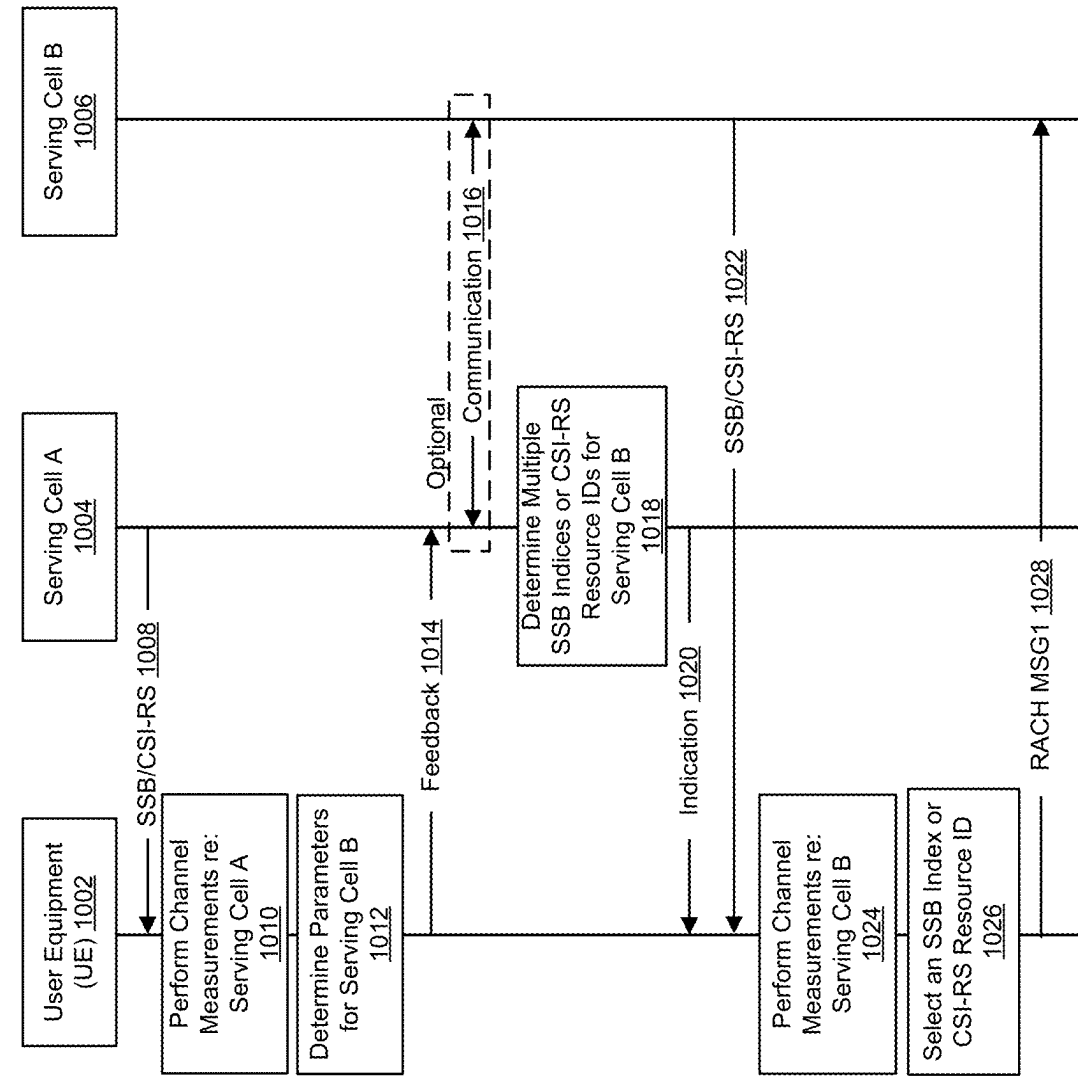 User Equipment
(UE) 1002
Serving Cell A
1004
Serving Cell B
1006
SSB/CSI-RS 1008
Perform Channel
Measurements re:
Serving Cell A
1010
Determine Parameters
for Serving Cell B
1012
Feedback 1014
Optional
Communication 1016
Determine Multiple
SSB Indices or CSI-RS
Resource IDs for
Serving Cell B
1018
Indication 1020
SSB/CSI-RS 1022
Perform Channel
Measurements re:
Serving Cell B
1024
Select an SSB Index or
CSI-RS Resource ID
1026
RACH MSG1 1028